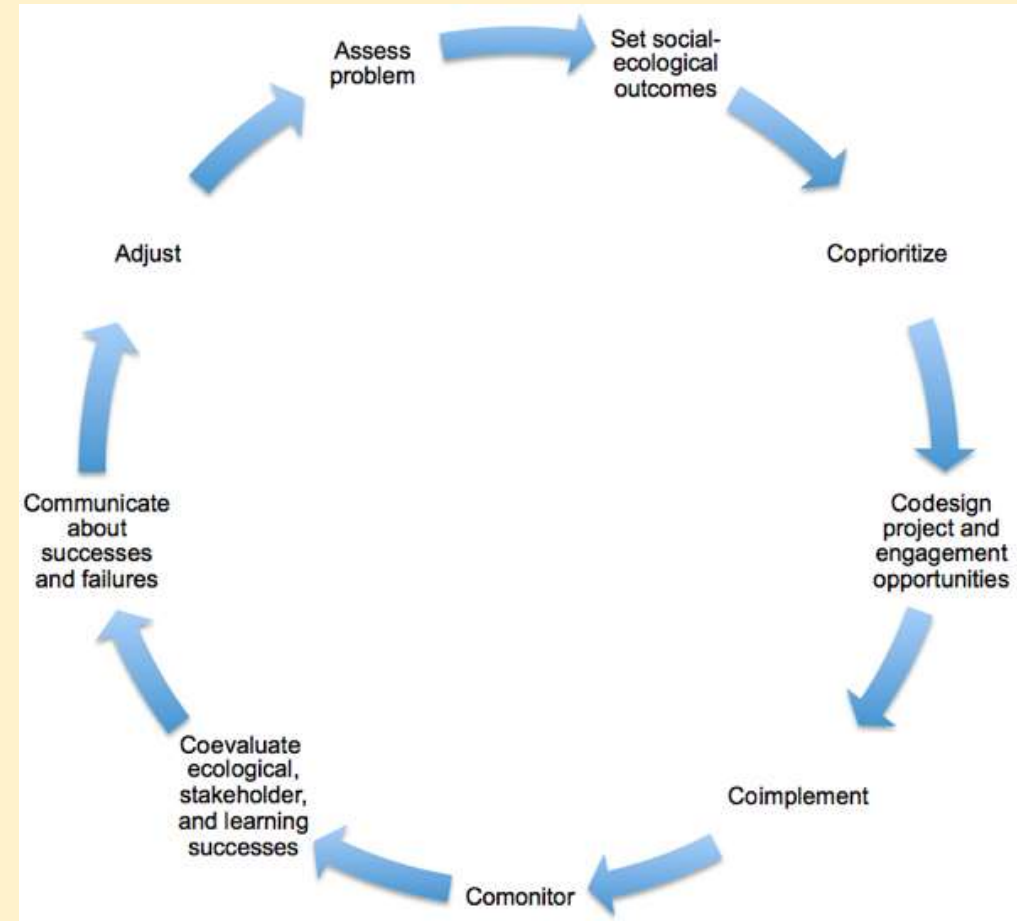 Assess
problem
Set social-
ecological
outcomes
Coprioritize
Codesign
project and
engagement
opportunities
Coimplement
Comonitor
Coevaluate
ecological,
stakeholder,
and learning
successes
Communicate
about
successes
and failures
Adjust